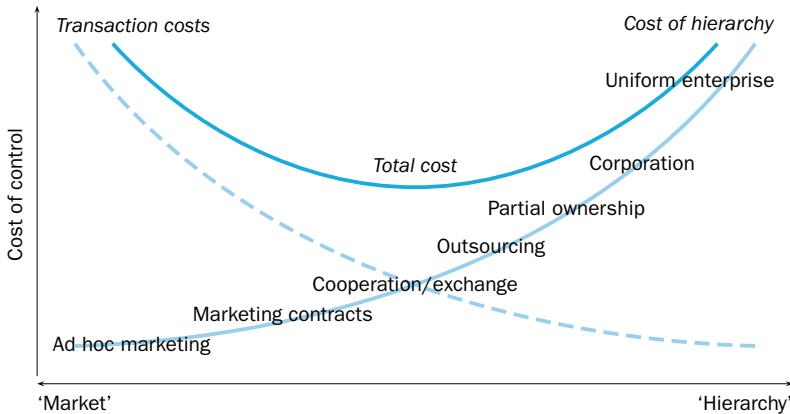 Transaction costs
Cost of hierarchy
Uniform enterprise
Total cost
Corporation
Partial ownership
Outsourcing
Cooperation/exchange
Marketing contracts
Ad hoc marketing
Cost of control
‘Market’
‘Hierarchy’